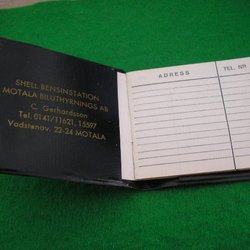 SHELL BENSINSTATION
MOTALA BILUTHYRNINGS AB
C. Gerhardsson
Tel. 0141/11621, 15597
Vadstenav. 22-24 MOTALA
ADRESS
TEL. NR